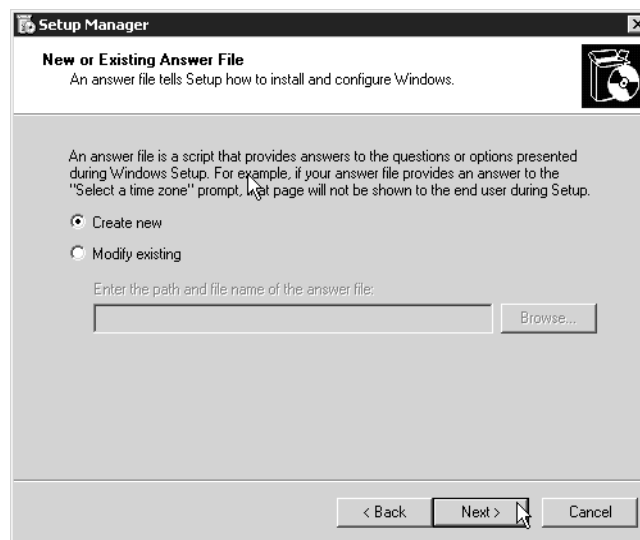 Setup Manager
New or Existing Answer File
An answer file tells Setup how to install and configure Windows.
An answer file is a script that provides answers to the questions or options presented
during Windows Setup. For example, if your answer file provides an answer to the
"Select a time zone" prompt, that page will not be shown to the end user during Setup.
Create new
Modify existing
Enter the path and file name of the answer file:
Browse...
< Back
Next >
Cancel